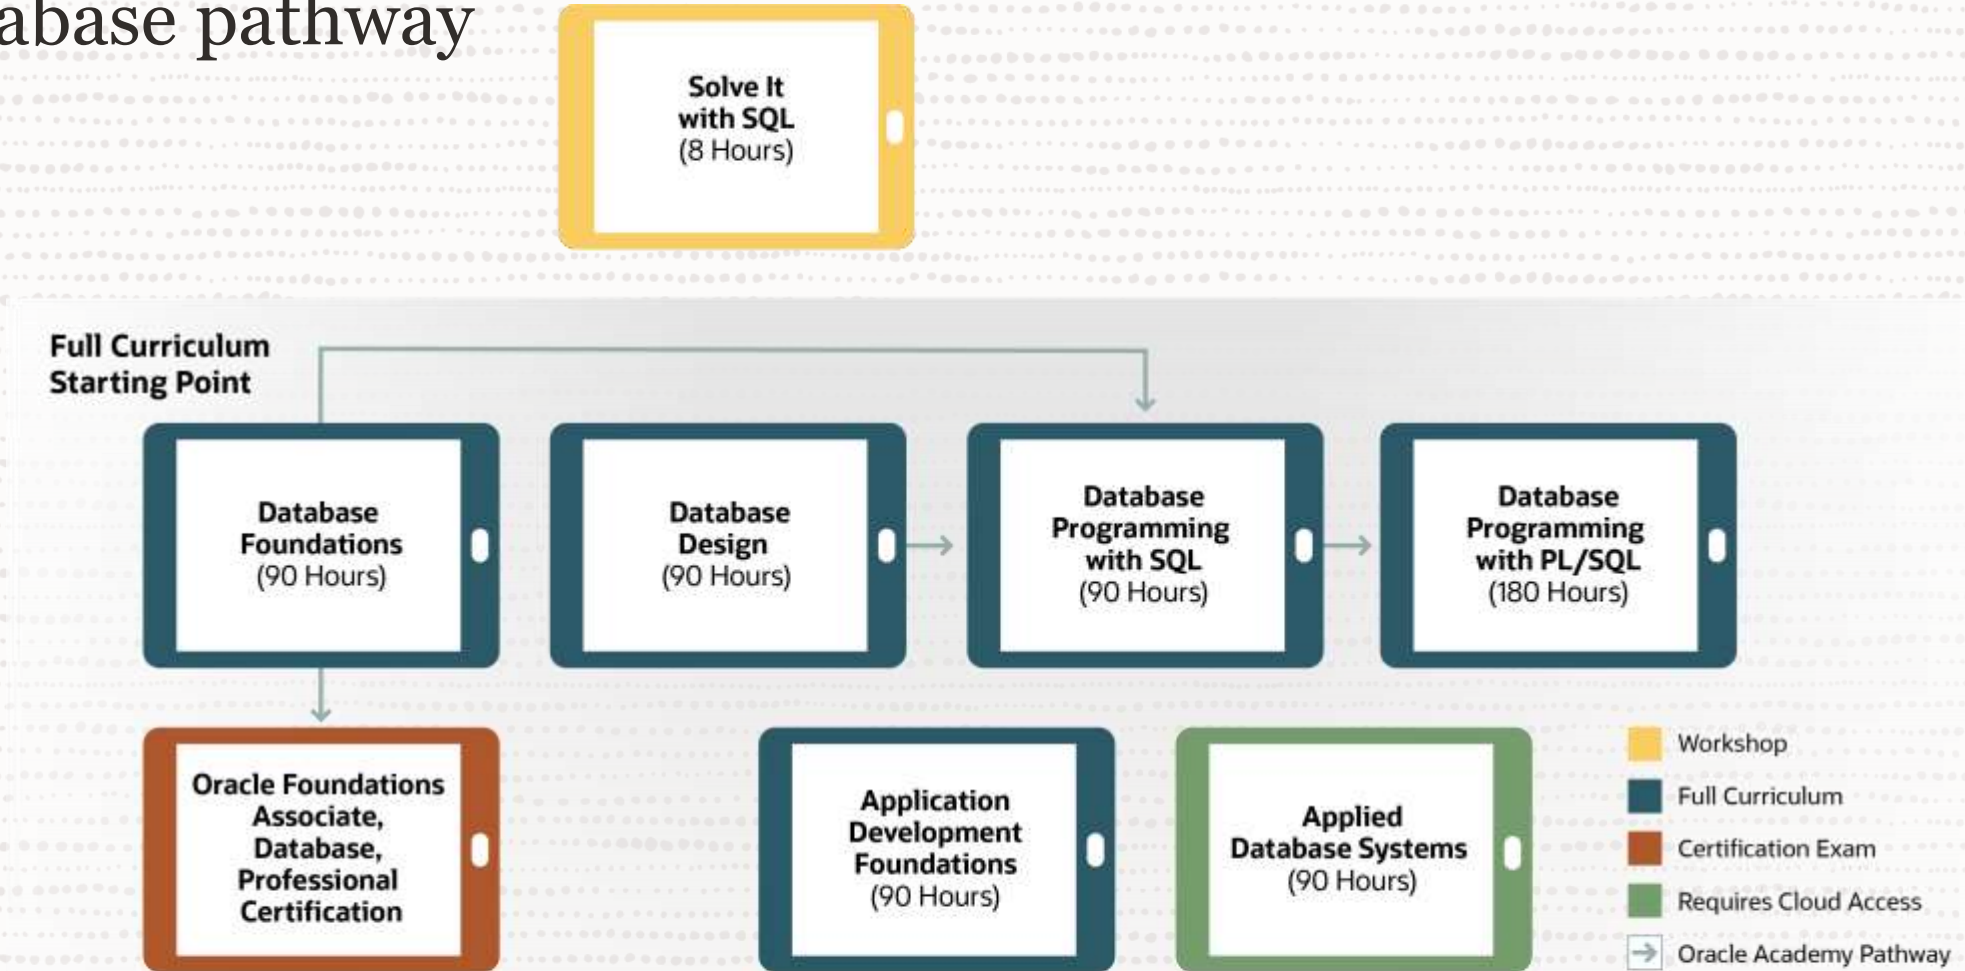 abase pathway
Solve It
with SQL
(8 Hours)
Full Curriculum
Starting Point
Database
Foundations
(90 Hours)
Database
Design
(90 Hours)
Database
Programming
with SQL
(90 Hours)
Database
Programming
with PL/SQL
(180 Hours)
Oracle Foundations
Associate,
Database,
Professional
Certification
Application
Development
Foundations
(90 Hours)
Applied
Database Systems
(90 Hours)
Workshop
Full Curriculum
Certification Exam
Requires Cloud Access
Oracle Academy Pathway